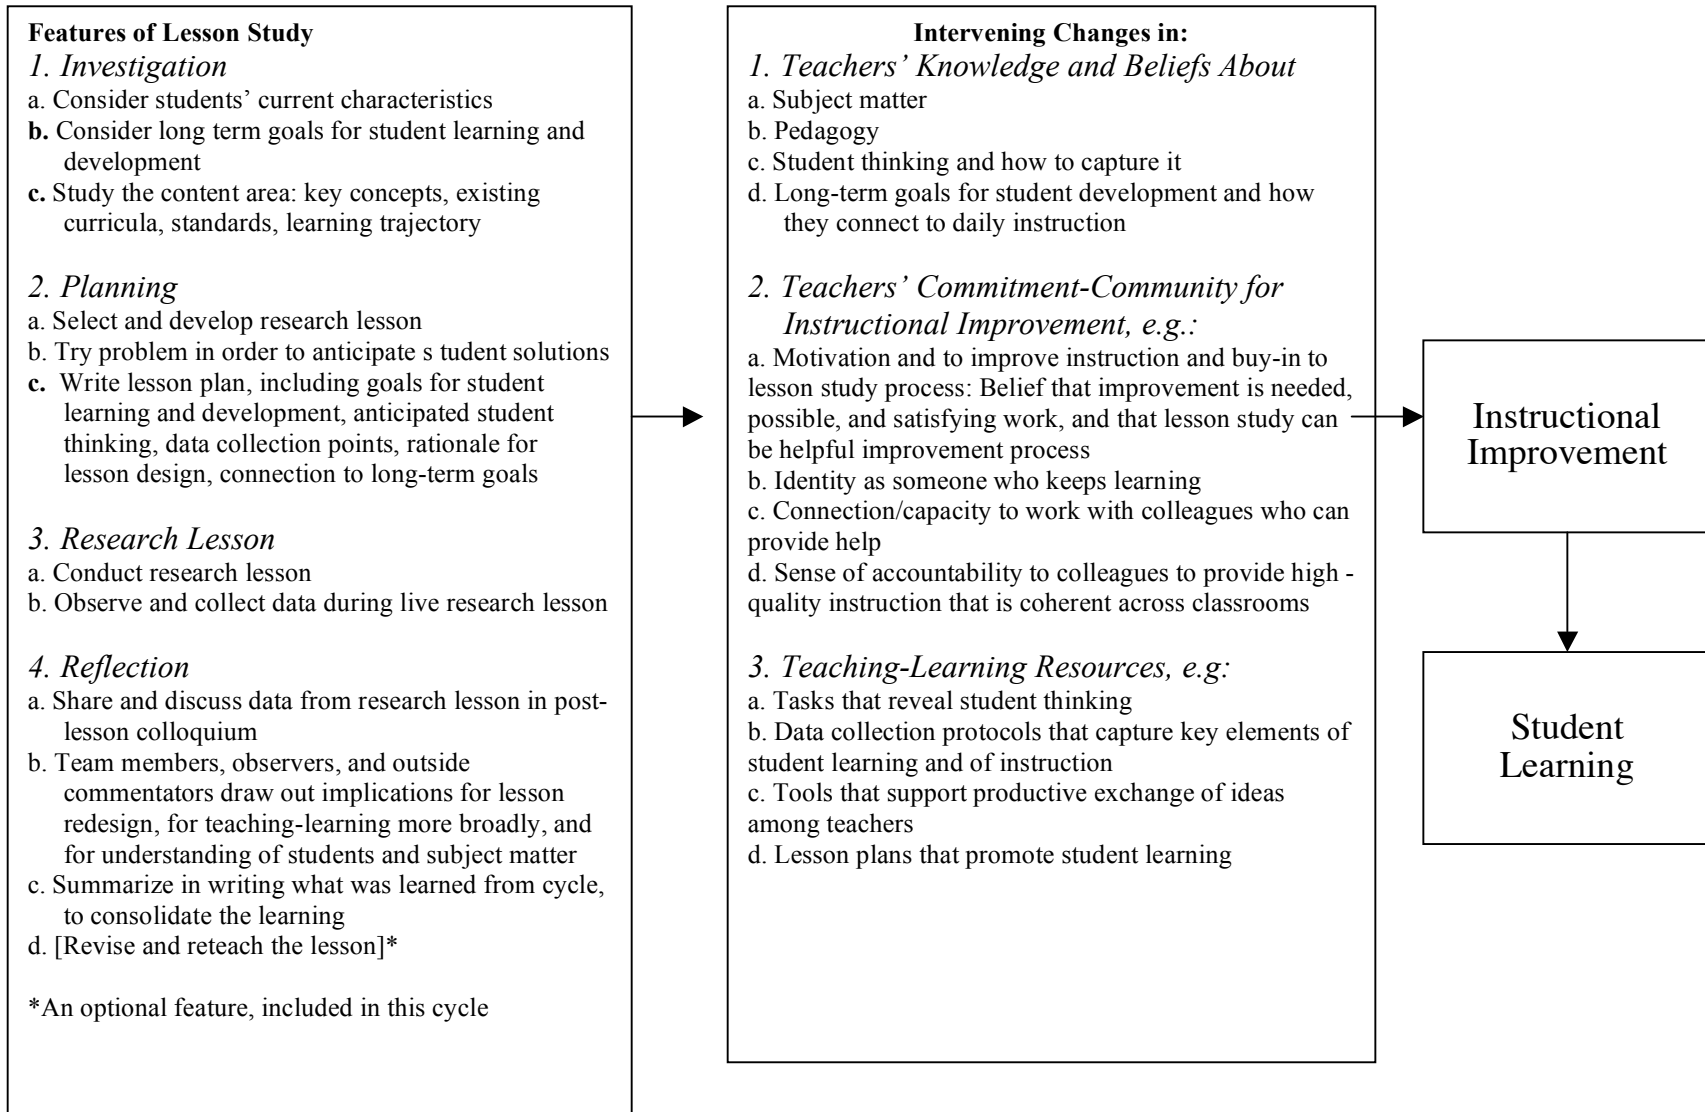 Features of Lesson Study
1. Investigation
a. Consider students’ current characteristics
b. Consider long term goals for student learning and
development
c. Study the content area: key concepts, existing
curricula, standards, learning trajectory
2. Planning
a. Select and develop research lesson
b. Try problem in order to anticipate s tudent solutions
c. Write lesson plan, including goals for student
learning and development, anticipated student
thinking, data collection points, rationale for
lesson design, connection to long-term goals
3. Research Lesson
a. Conduct research lesson
b. Observe and collect data during live research lesson
4. Reflection
a. Share and discuss data from research lesson in post-
lesson colloquium
b. Team members, observers, and outside
commentators draw out implications for lesson
redesign, for teaching-learning more broadly, and
for understanding of students and subject matter
c. Summarize in writing what was learned from cycle,
to consolidate the learning
d. [Revise and reteach the lesson]*
*An optional feature, included in this cycle
Intervening Changes in:
1. Teachers’ Knowledge and Beliefs About
a. Subject matter
b. Pedagogy
c. Student thinking and how to capture it
d. Long-term goals for student development and how
they connect to daily instruction
2. Teachers’ Commitment-Community for
Instructional Improvement, e.g.:
a. Motivation and to improve instruction and buy-in to
lesson study process: Belief that improvement is needed,
possible, and satisfying work, and that lesson study can
be helpful improvement process
b. Identity as someone who keeps learning
c. Connection/capacity to work with colleagues who can
provide help
d. Sense of accountability to colleagues to provide high -
quality instruction that is coherent across classrooms
3. Teaching-Learning Resources, e.g:
a. Tasks that reveal student thinking
b. Data collection protocols that capture key elements of
student learning and of instruction
c. Tools that support productive exchange of ideas
among teachers
d. Lesson plans that promote student learning
Instructional
Improvement
Student
Learning